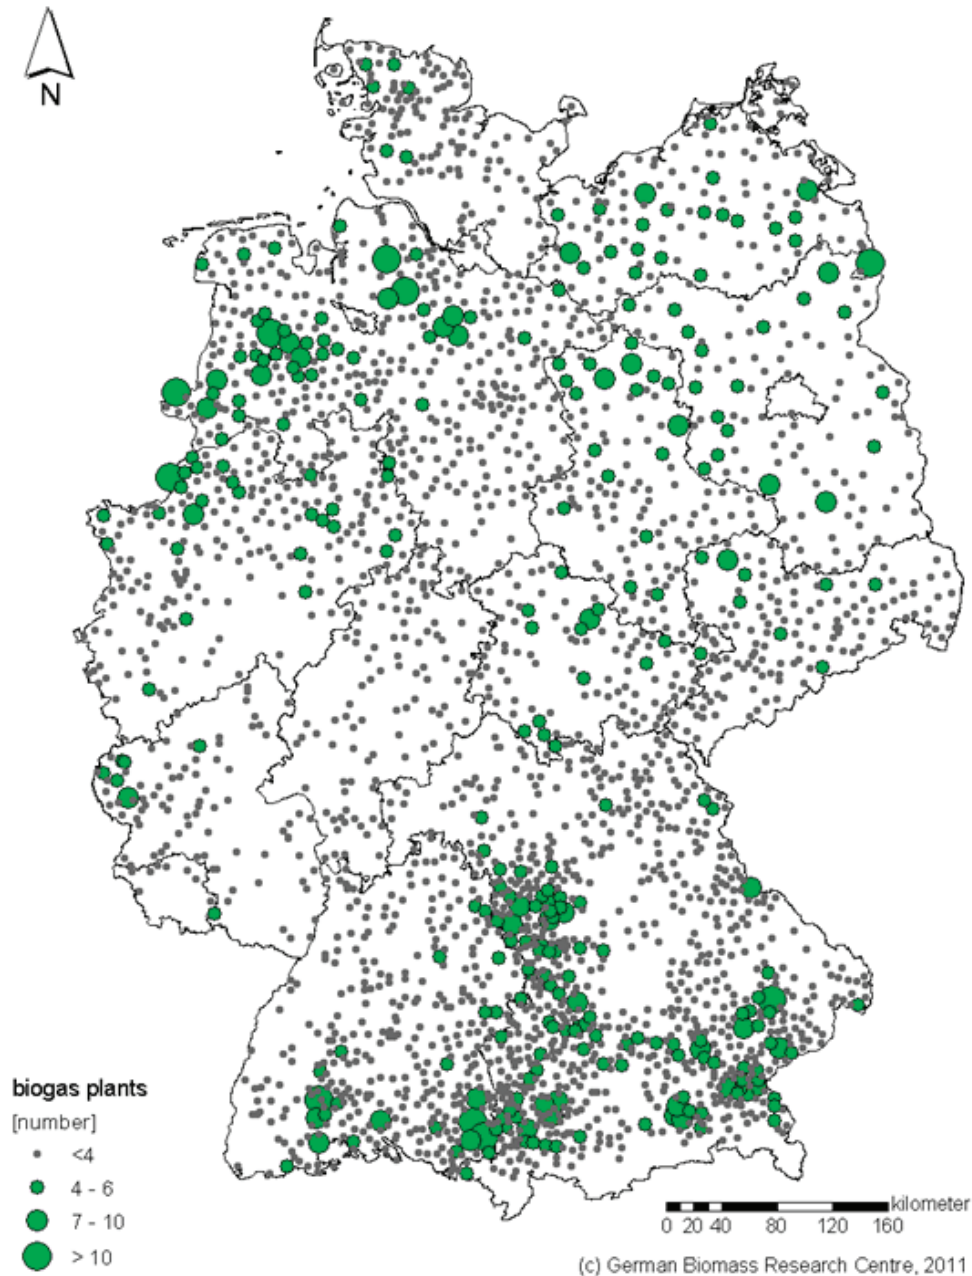 N
biogas plants
[number]
<4
4 - 6
7 - 10
> 10
kilometer
0 20 40 80 120 160
(c) German Biomass Research Centre, 2011